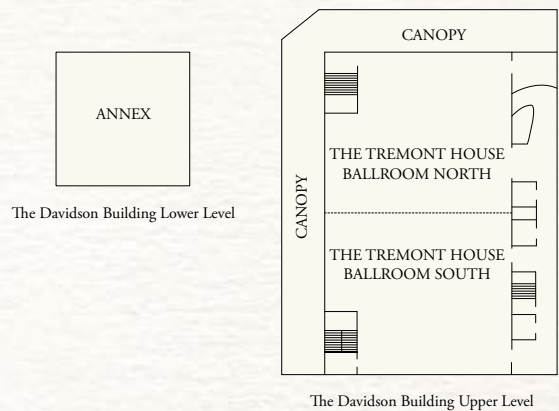 CANOPY
ANNEX
THE TREMONT HOUSE
BALLROOM NORTH
The Davidson Building Lower Level
CANOPY
THE TREMONT HOUSE
BALLROOM SOUTH
The Davidson Building Upper Level